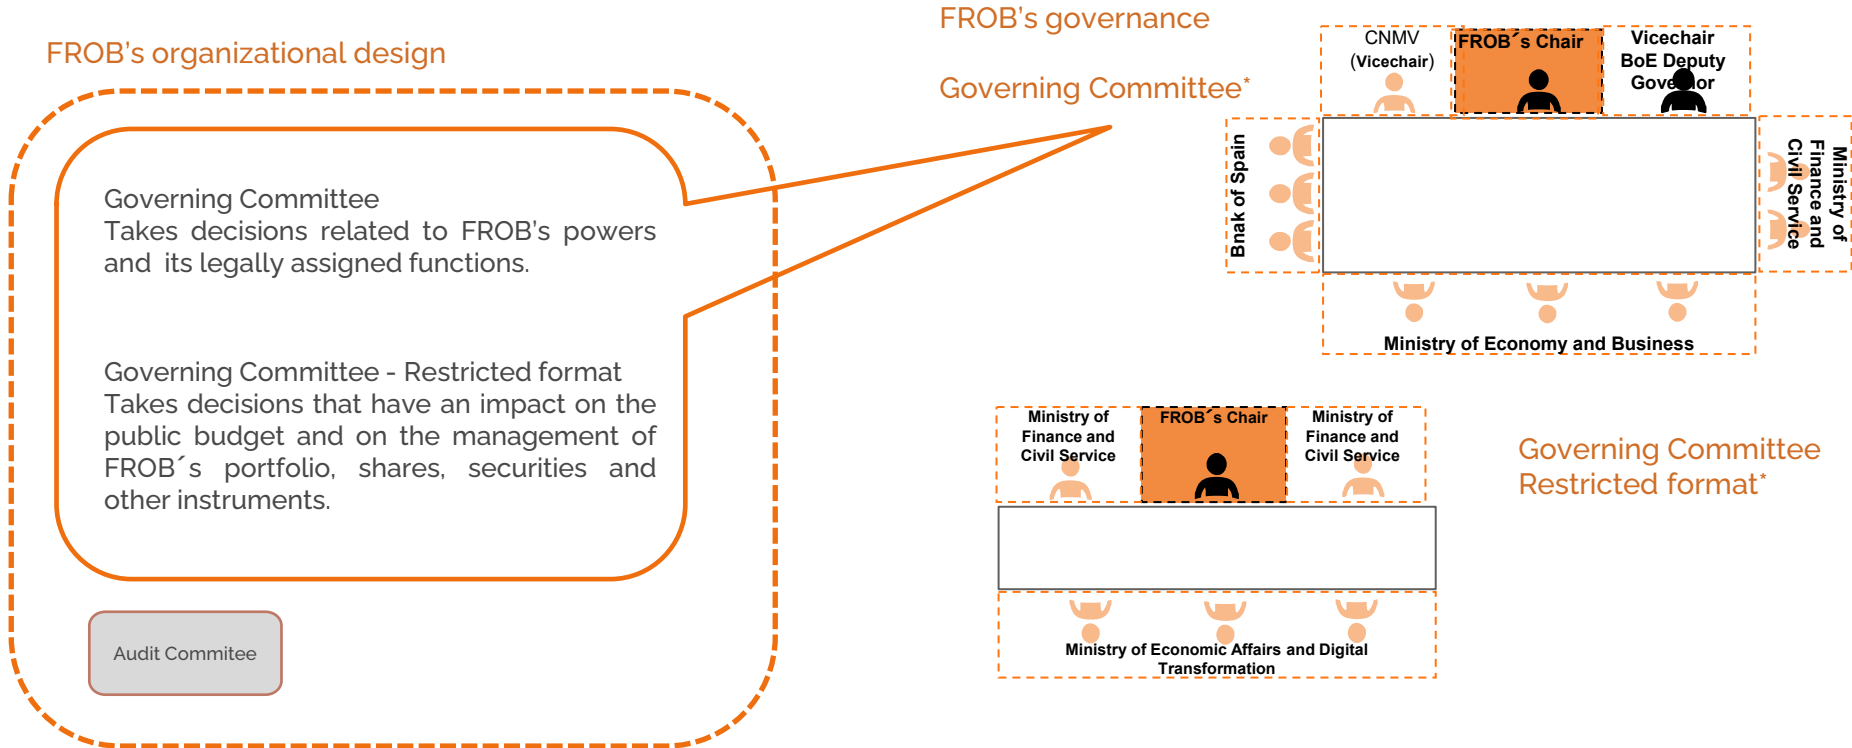 FROB's organizational design
Governing Committee
Takes decisions related to FROB's powers
and its legally assigned functions.
Governing Committee - Restricted format
Takes decisions that have an impact on the
public budget and on the management of
FROB´s portfolio, shares, securities and
other instruments.
Audit Commitee
FROB's governance
Governing Committee*
CNMV
(Vicechair)
FROB´s Chair
Vicechair
BoE Deputy
Governor
Bnak of Spain
Ministry of
Finance and
Civil Service
Ministry of Economy and Business
Ministry of
Finance and
Civil Service
FROB´s Chair
Ministry of
Finance and
Civil Service
Ministry of Economic Affairs and Digital
Transformation
Governing Committee
Restricted format*